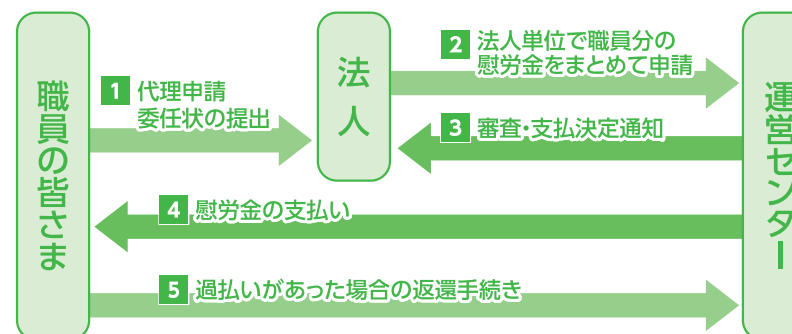 職員の皆さま
1 代理申請
委任状の提出
法人
2 法人単位で職員分の
慰労金をまとめて申請
3 審査・支払決定通知
4 慰労金の支払い
5 過払いがあった場合の返還手続き
運営センター